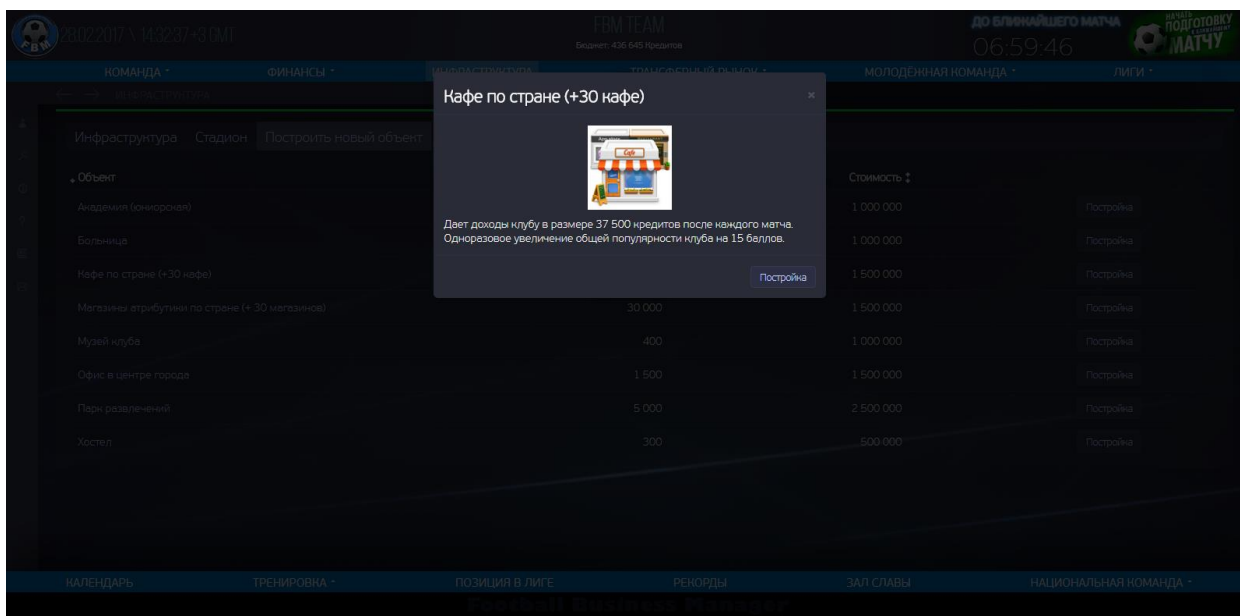 23.02.2017 \ 14:32:37 +3 GMT
FBM TEAM
Бюджет: 436 645 Кредитов
ДО БЛИЖАЙШЕГО МАТЧА
06:59:46
НАЧАТЬ
ПОДГОТОВКУ
МАТЧУ
FBM
КОМАНДА
ФИНАНСЫ
ИНФРАСТРУКТУРА
ТРАНСФЕРНЫЙ РЫНОК
МОЛОДЁЖНАЯ КОМАНДА
ЛИГИ
ИНФРАСТРУКТУРА
Кафе по стране (+30 кафе)
×
Инфраструктура Стадион Построить новый объект
Cafe
Объект
Стоимость
Академия (юниорская)
1 000 000
Постройка
Дает доходы клубу в размере 37 500 кредитов после каждого матча.
Одноразовое увеличение общей популярности клуба на 15 баллов.
Постройка
Больница
1 000 000
Постройка
Кафе по стране (+30 кафе)
1 500 000
Постройка
Магазины атрибутики по стране (+ 30 магазинов)
30 000
1 500 000
Постройка
Музей клуба
400
1 000 000
Постройка
Офис в центре города
1 500
1 500 000
Постройка
Парк развлечений
5 000
2 500 000
Постройка
Хостел
300
500 000
Постройка
КАЛЕНДАРЬ
ТРЕНИРОВКА
ПОЗИЦИЯ В ЛИГЕ
РЕКОРДЫ
ЗАЛ СЛАВЫ
НАЦИОНАЛЬНАЯ КОМАНДА
Football Business Manager